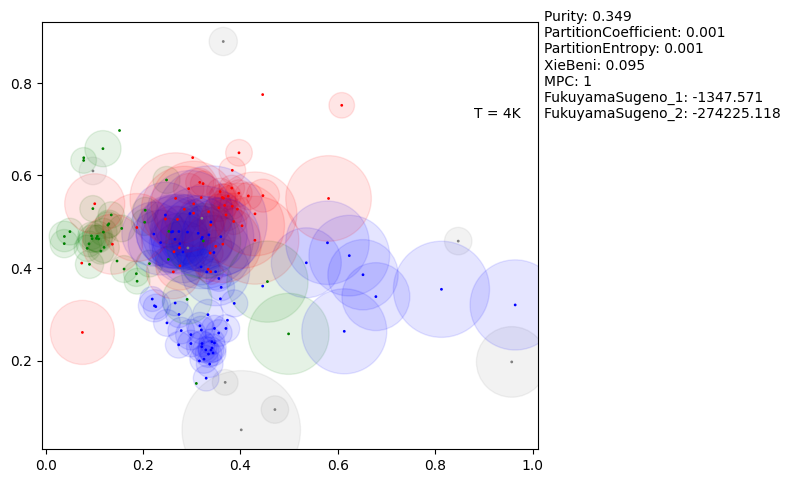 Purity: 0.349
PartitionCoefficient: 0.001
PartitionEntropy: 0.001
XieBeni: 0.095
MPC: 1
FukuyamaSugeno_1: -1347.571
FukuyamaSugeno_2: -274225.118
T = 4K
0.8
0.6
0.4
0.2
0.0 0.2 0.4 0.6 0.8 1.0